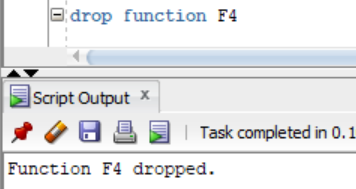 drop function F4
Script Output x
Task completed in 0.1
Function F4 dropped.